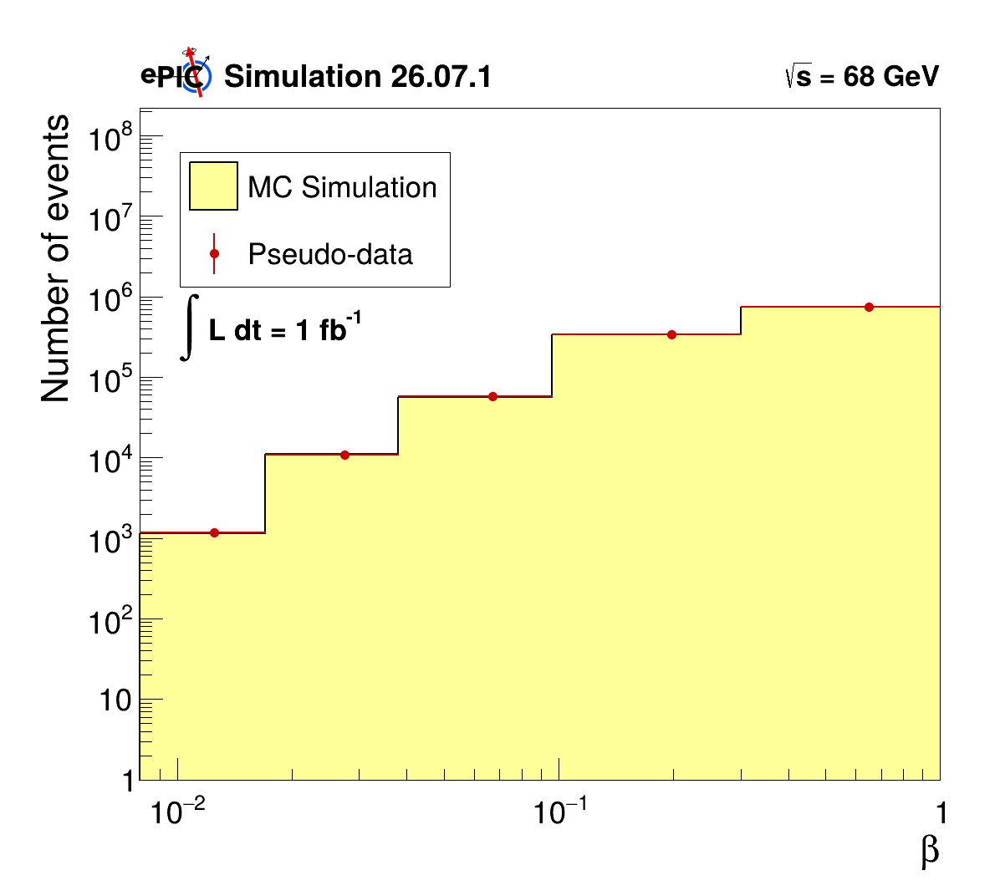 ePIC Simulation 26.07.1
√s = 68 GeV
Number of events
10⁸
10⁷
10⁶
10⁵
10⁴
10³
10²
10
1
MC Simulation
Pseudo-data
∫ L dt = 1 fb⁻¹
10⁻² 10⁻¹ 1
β